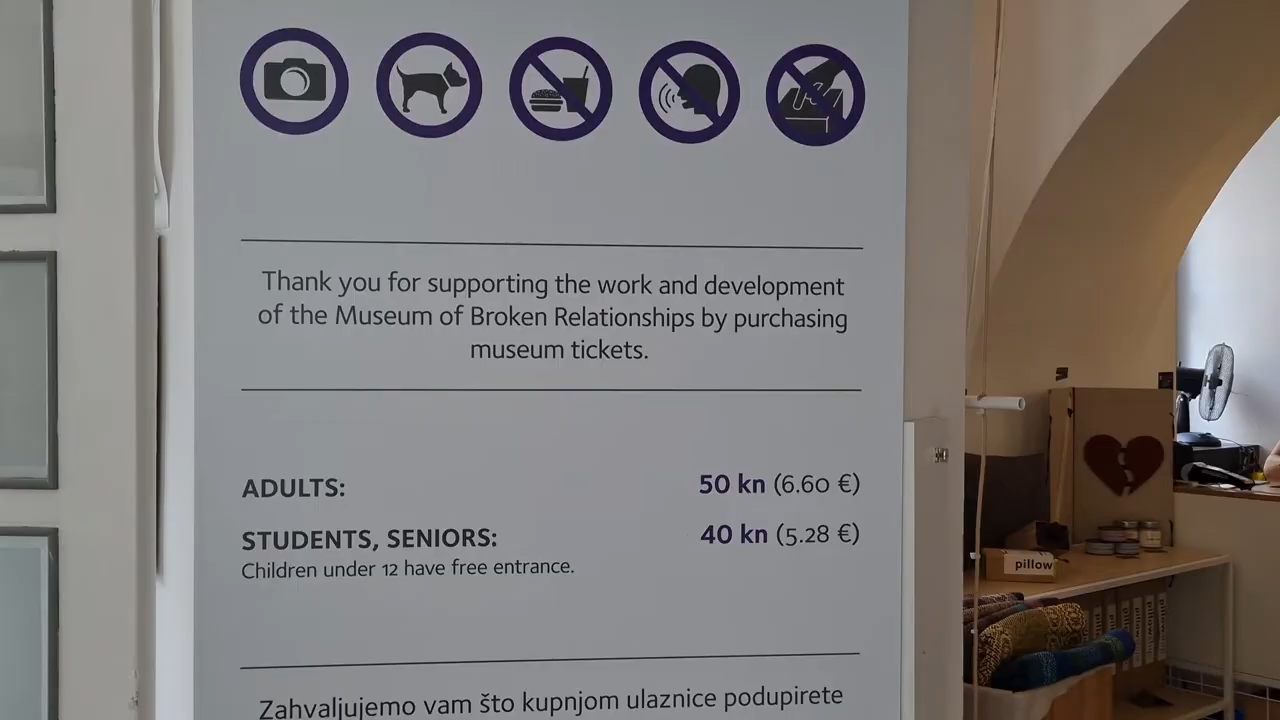 Thank you for supporting the work and development
of the Museum of Broken Relationships by purchasing
museum tickets.
ADULTS: 50 kn (6.60 €)
STUDENTS, SENIORS: 40 kn (5.28 €)
Children under 12 have free entrance.
Zahvaljujemo vam što kupnjom ulaznice podupirete
pillow